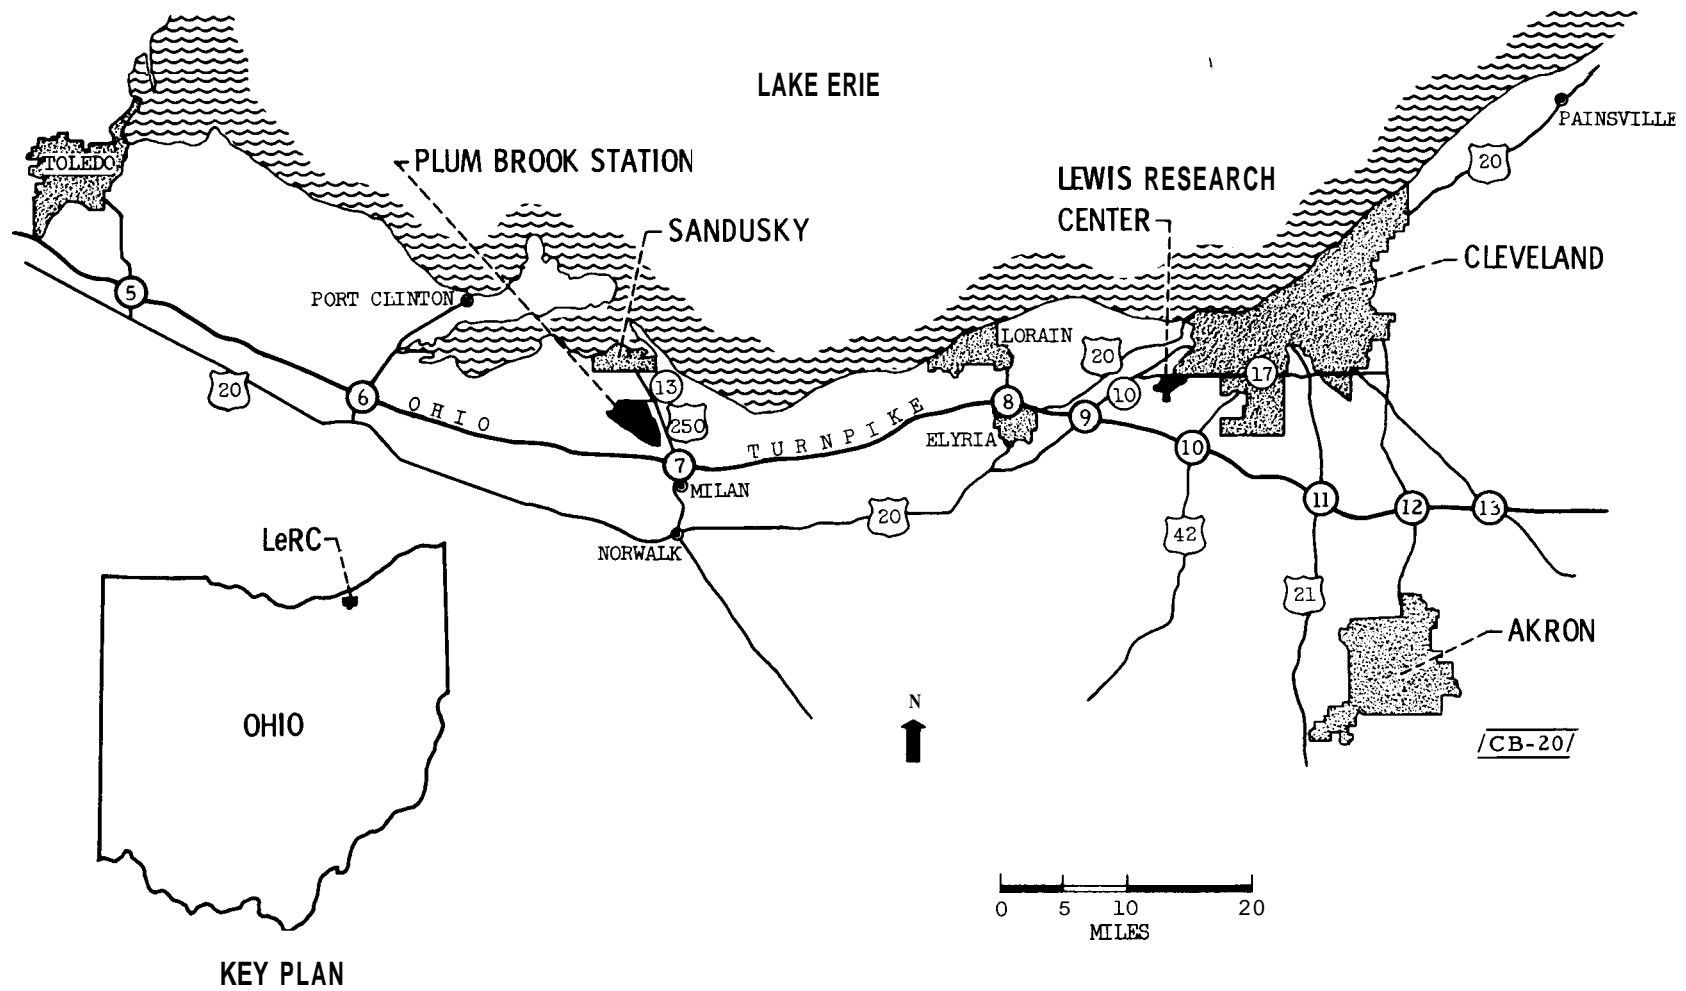 LAKE ERIE
PAINSVILLE
PLUM BROOK STATION
TOLEDO
20
LEWIS RESEARCH
CENTER
SANDUSKY
CLEVELAND
5
PORT CLINTON
LORAIN
20
17
20
6
13
10
8
OHIO
250
TURNPIKE
9
ELYRIA
10
7
MILAN
11
12
13
20
42
LeRC
NORWALK
21
AKRON
N
OHIO
/CB-20/
0 5 10 20
MILES
KEY PLAN